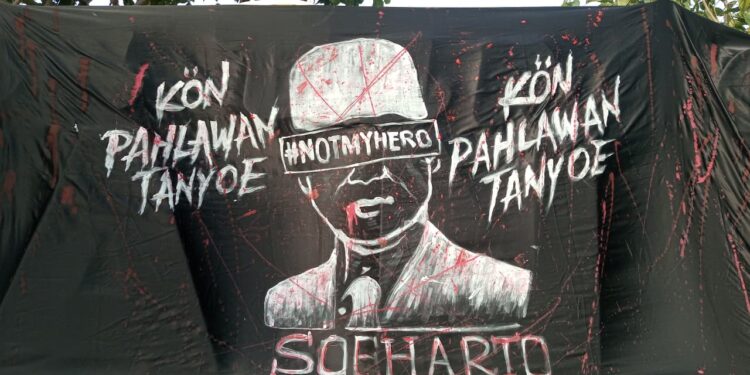 KÖN
PAHLAWAN
TANYOE
#NOTMYHERO
KÖN
PAHLAWAN
TANYOE
SOEHARTO